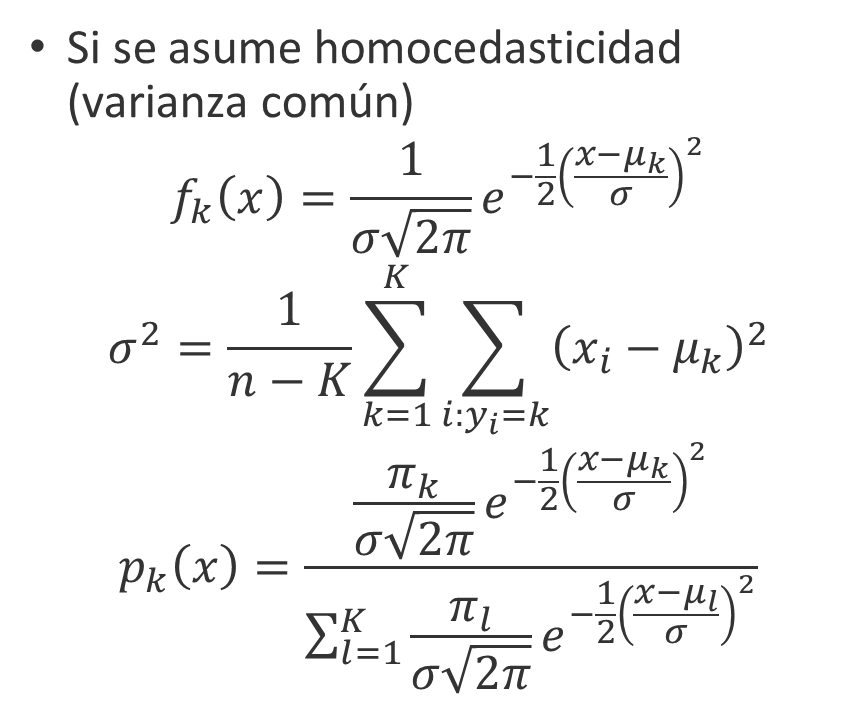 • Si se asume homocedasticidad
(varianza común)
$f_k(x) = \frac{1}{\sigma\sqrt{2\pi}} e^{-\frac{1}{2}\left(\frac{x-\mu_k}{\sigma}\right)^2}$
$\sigma^2 = \frac{1}{n-K} \sum_{k=1}^{K} \sum_{i:y_i=k} (x_i - \mu_k)^2$
$p_k(x) = \frac{\frac{\pi_k}{\sigma\sqrt{2\pi}} e^{-\frac{1}{2}\left(\frac{x-\mu_k}{\sigma}\right)^2}}{\sum_{l=1}^{K} \frac{\pi_l}{\sigma\sqrt{2\pi}} e^{-\frac{1}{2}\left(\frac{x-\mu_l}{\sigma}\right)^2}}$